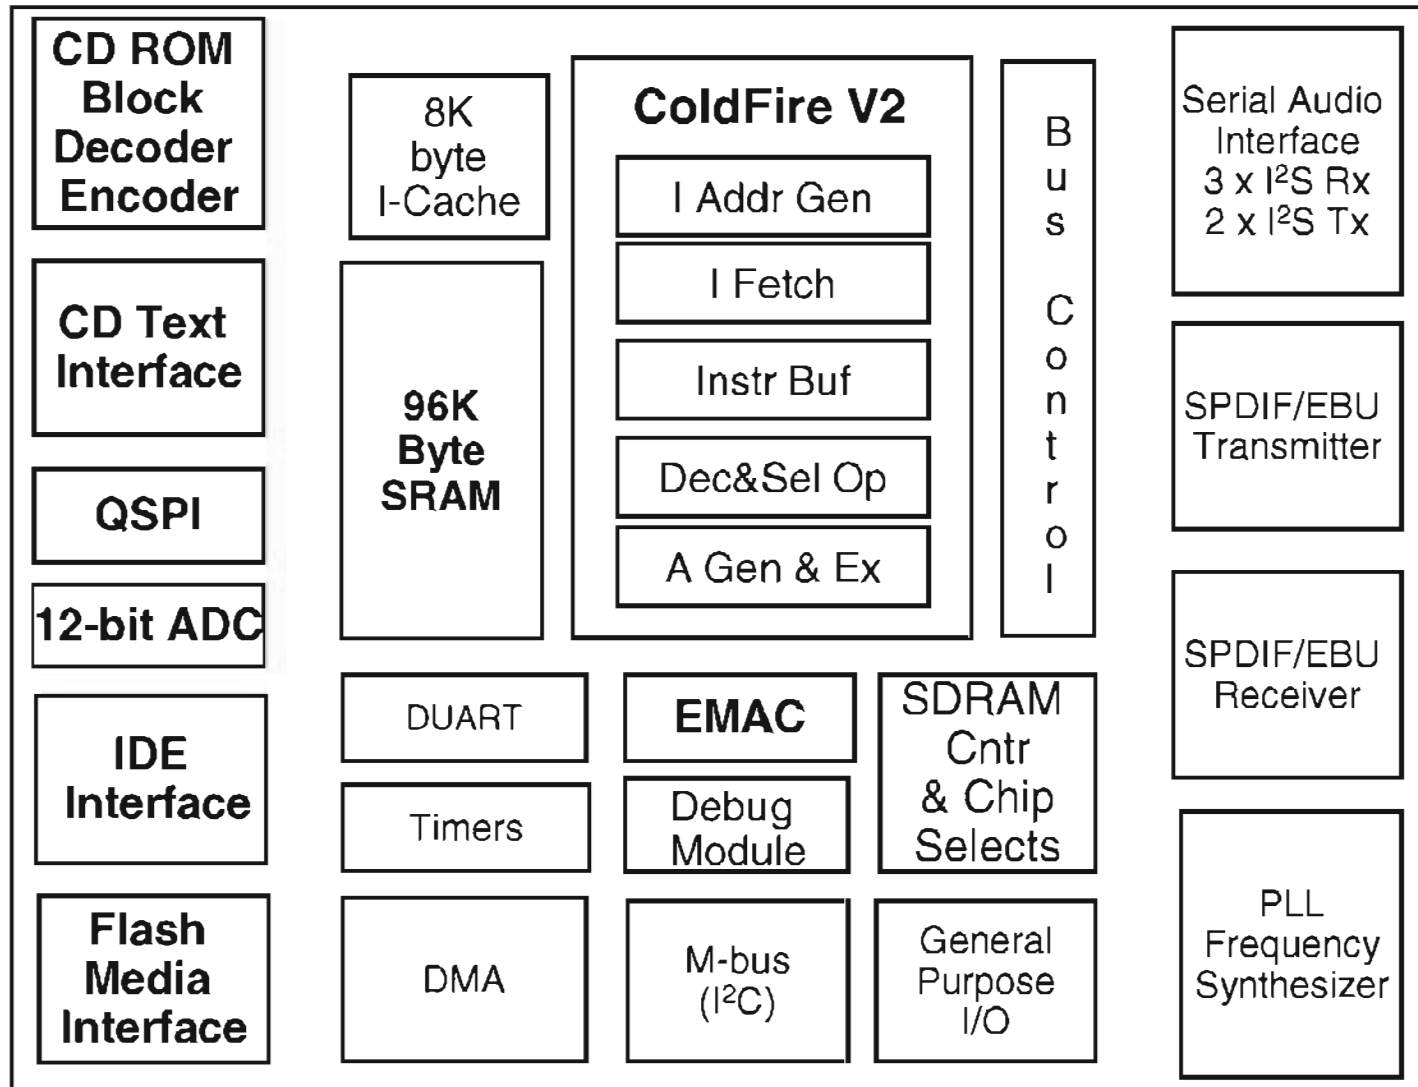 CD ROM
Block
Decoder
Encoder
CD Text
Interface
QSPI
12-bit ADC
IDE
Interface
Flash
Media
Interface
8K
byte
I-Cache
96K
Byte
SRAM
ColdFire V2
I Addr Gen
I Fetch
Instr Buf
Dec&Sel Op
A Gen & Ex
Bus Control
DUART
Timers
DMA
EMAC
Debug
Module
M-bus
(I²C)
SDRAM
Cntr
& Chip
Selects
General
Purpose
I/O
Serial Audio
Interface
3 x I²S Rx
2 x I²S Tx
SPDIF/EBU
Transmitter
SPDIF/EBU
Receiver
PLL
Frequency
Synthesizer